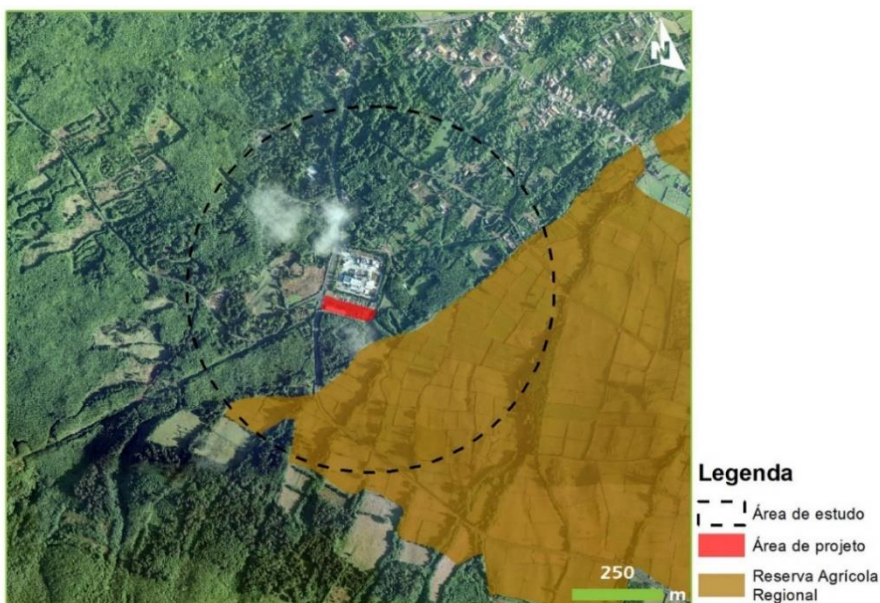 N
250
m
Legenda
Área de estudo
Área de projeto
Reserva Agrícola
Regional